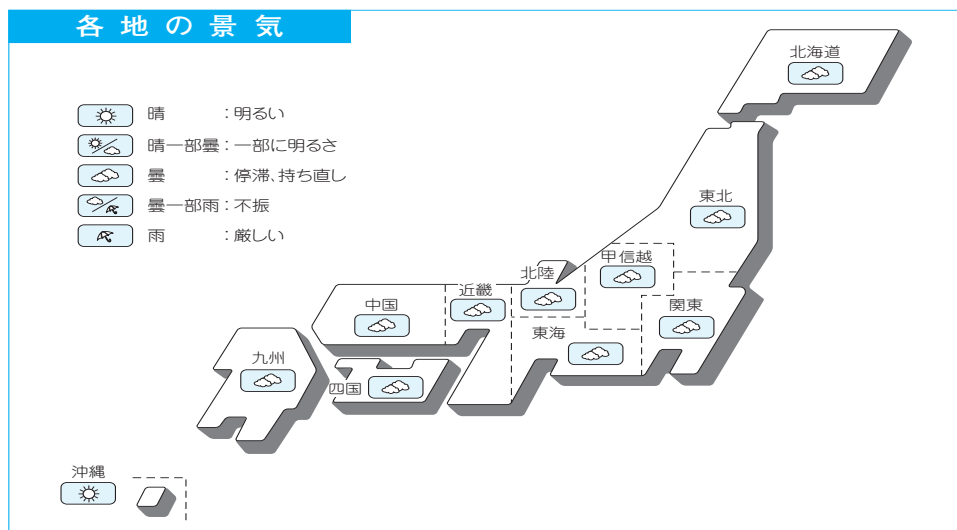 各地の景気
北海道
晴：明るい
晴一部曇：一部に明るさ
曇：停滞、持ち直し
曇一部雨：不振
雨：厳しい
東北
甲信越
北陸
近畿
中国
関東
東海
九州
四国
沖縄